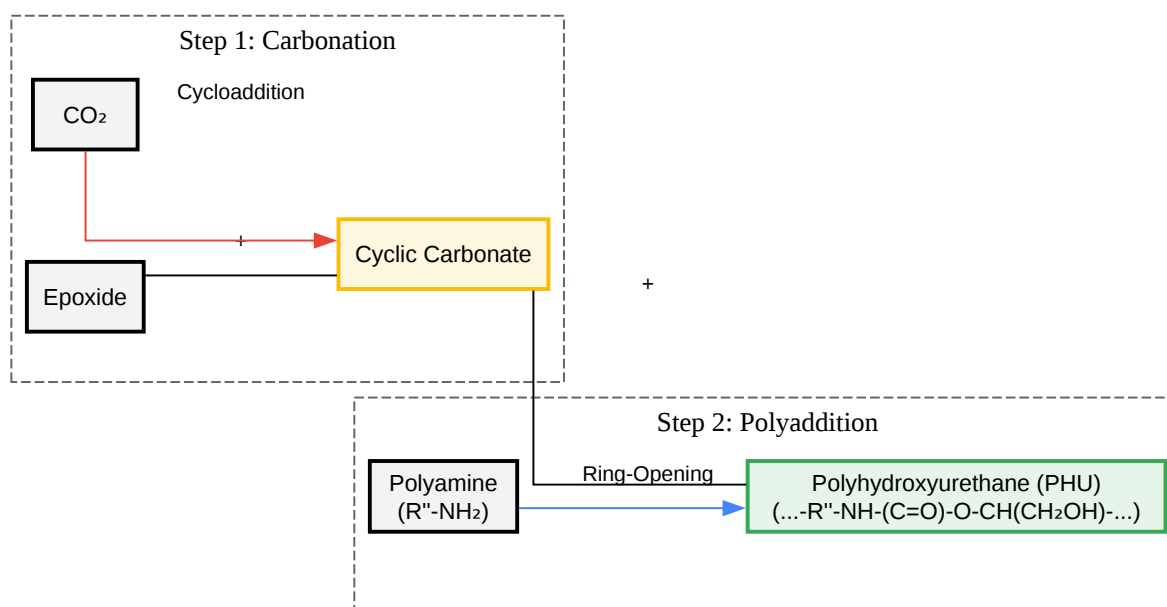 Step 1: Carbonation
CO₂
Cycloaddition
+
Cyclic Carbonate
Epoxide
+
Step 2: Polyaddition
Polyamine
(R"-NH₂)
Ring-Opening
Polyhydroxyurethane (PHU)
(...-R"-NH-(C=O)-O-CH(CH₂OH)-...)